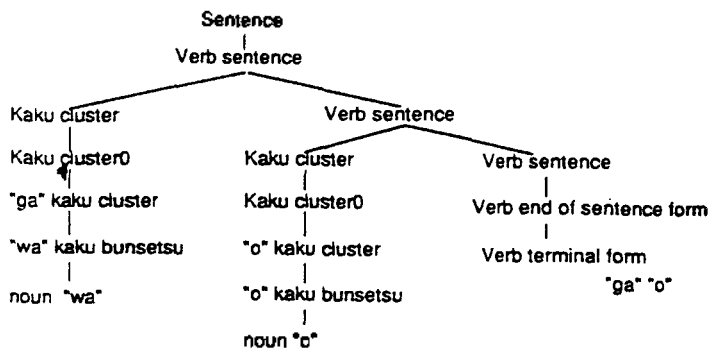 Sentence
Verb sentence
Kaku cluster Verb sentence
Kaku cluster0 Kaku cluster Verb sentence
"ga" kaku cluster Kaku cluster0 Verb end of sentence form
"wa" kaku bunsetsu "o" kaku cluster Verb terminal form
noun "wa" "o" kaku bunsetsu "ga" "o"
noun "o"